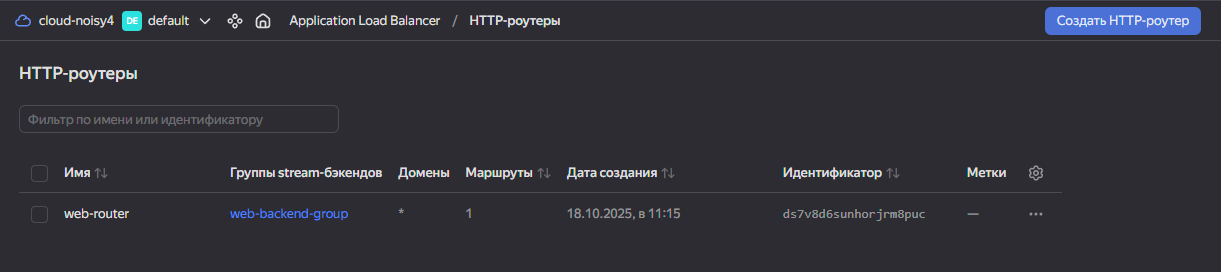 cloud-noisy4 DE default Application Load Balancer / HTTP-роутеры Создать HTTP-роутер
HTTP-роутеры
Фильтр по имени или идентификатору
Имя Группы stream-бэкендов Домены Маршруты Дата создания Идентификатор Метки
web-router web-backend-group * 1 18.10.2025, в 11:15 ds7v8d6sunhorjrm8puc —